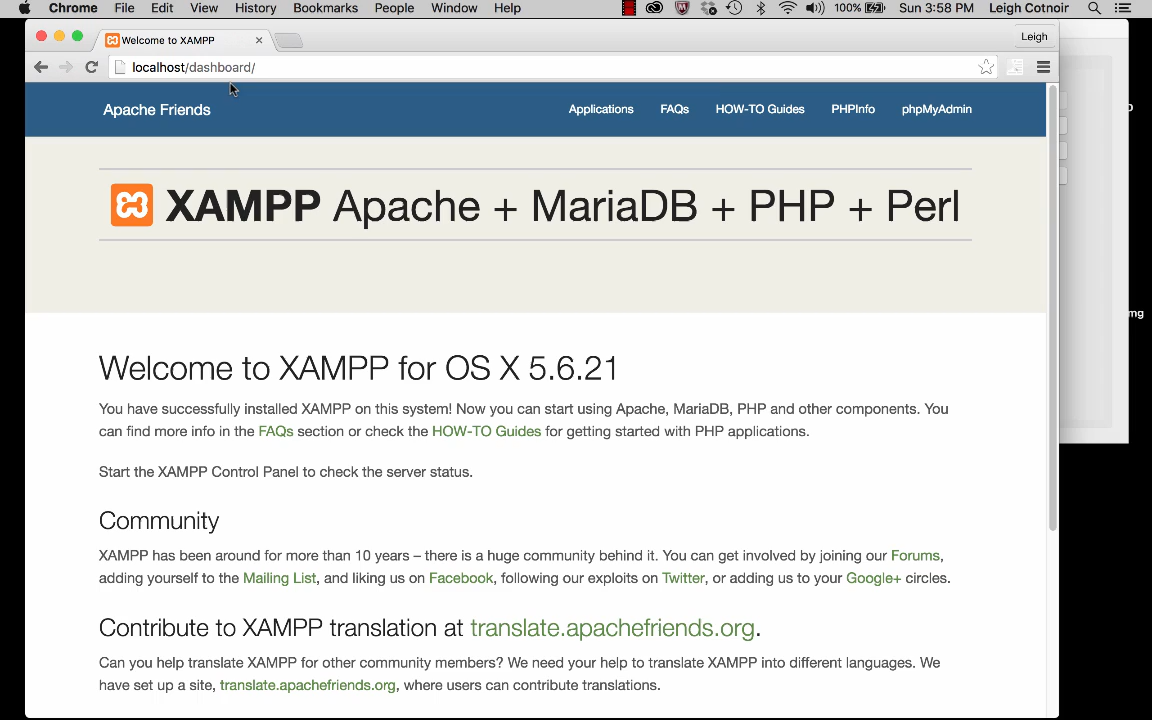 Chrome File Edit View History Bookmarks People Window Help 100% Sun 3:58 PM Leigh Cotnoir
Welcome to XAMPP
Leigh
localhost/dashboard/
Apache Friends Applications FAQs HOW-TO Guides PHPInfo phpMyAdmin
XAMPP Apache + MariaDB + PHP + Perl
Welcome to XAMPP for OS X 5.6.21
You have successfully installed XAMPP on this system! Now you can start using Apache, MariaDB, PHP and other components. You
can find more info in the FAQs section or check the HOW-TO Guides for getting started with PHP applications.
Start the XAMPP Control Panel to check the server status.
Community
XAMPP has been around for more than 10 years – there is a huge community behind it. You can get involved by joining our Forums,
adding yourself to the Mailing List, and liking us on Facebook, following our exploits on Twitter, or adding us to your Google+ circles.
Contribute to XAMPP translation at translate.apachefriends.org.
Can you help translate XAMPP for other community members? We need your help to translate XAMPP into different languages. We
have set up a site, translate.apachefriends.org, where users can contribute translations.